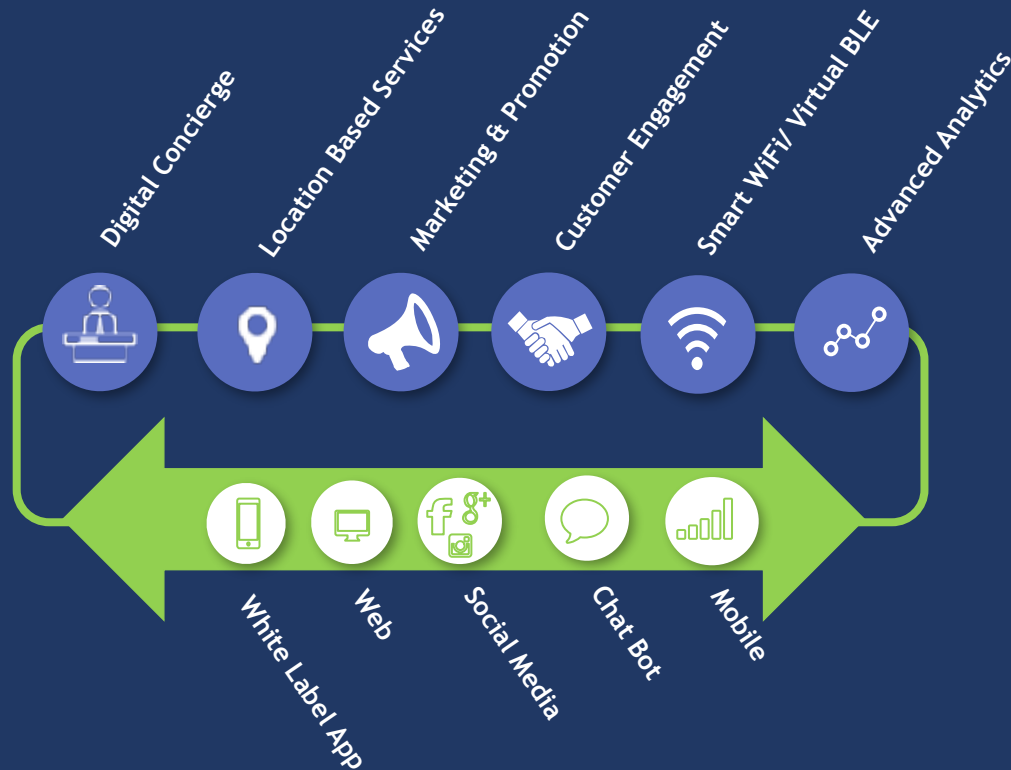 Digital Concierge
Location Based Services
Marketing & Promotion
Customer Engagement
Smart WiFi/ Virtual BLE
Advanced Analytics
f g+
White Label App
Web
Social Media
Chat Bot
Mobile